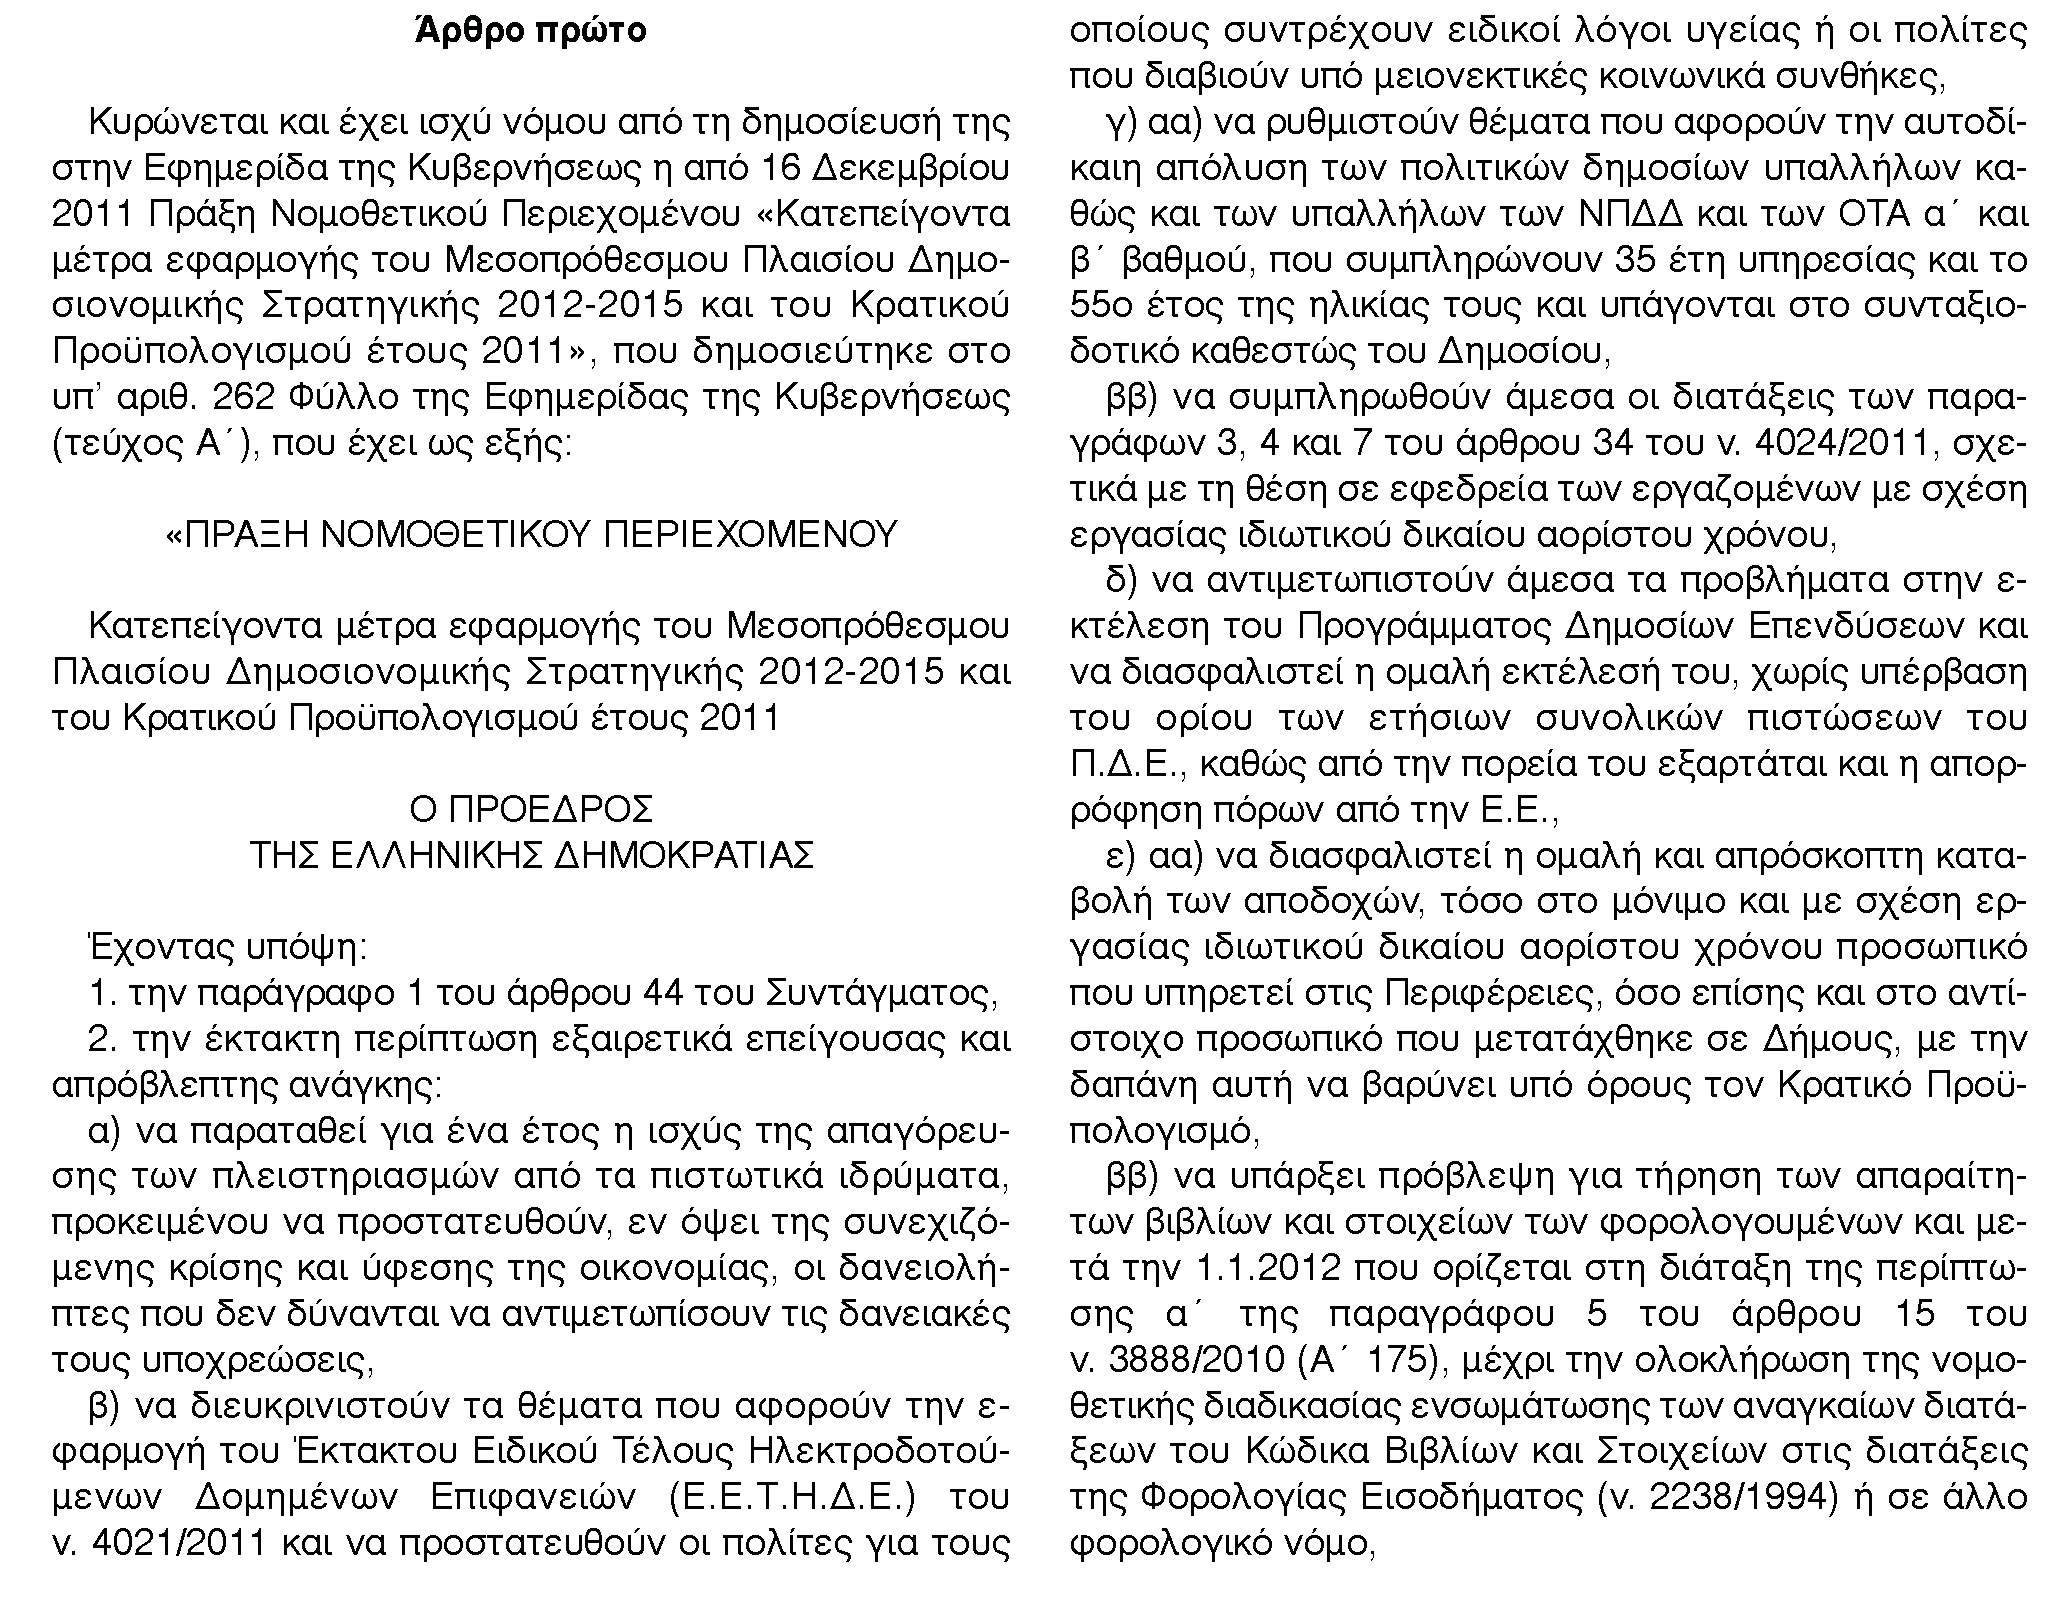 Άρθρο πρώτο
Κυρώνεται και έχει ισχύ νόμου από τη δημοσίευσή της
στην Εφημερίδα της Κυβερνήσεως η από 16 Δεκεμβρίου
2011 Πράξη Νομοθετικού Περιεχομένου «Κατεπείγοντα
μέτρα εφαρμογής του Μεσοπρόθεσμου Πλαισίου Δημο-
σιονομικής Στρατηγικής 2012-2015 και του Κρατικού
Προϋπολογισμού έτους 2011», που δημοσιεύτηκε στο
υπ’ αριθ. 262 Φύλλο της Εφημερίδας της Κυβερνήσεως
(τεύχος Α΄), που έχει ως εξής:
«ΠΡΑΞΗ ΝΟΜΟΘΕΤΙΚΟΥ ΠΕΡΙΕΧΟΜΕΝΟΥ
Κατεπείγοντα μέτρα εφαρμογής του Μεσοπρόθεσμου
Πλαισίου Δημοσιονομικής Στρατηγικής 2012-2015 και
του Κρατικού Προϋπολογισμού έτους 2011
Ο ΠΡΟΕΔΡΟΣ
ΤΗΣ ΕΛΛΗΝΙΚΗΣ ΔΗΜΟΚΡΑΤΙΑΣ
Έχοντας υπόψη:
1. την παράγραφο 1 του άρθρου 44 του Συντάγματος,
2. την έκτακτη περίπτωση εξαιρετικά επείγουσας και
απρόβλεπτης ανάγκης:
α) να παραταθεί για ένα έτος η ισχύς της απαγόρευ-
σης των πλειστηριασμών από τα πιστωτικά ιδρύματα,
προκειμένου να προστατευθούν, εν όψει της συνεχιζό-
μενης κρίσης και ύφεσης της οικονομίας, οι δανειολή-
πτες που δεν δύνανται να αντιμετωπίσουν τις δανειακές
τους υποχρεώσεις,
β) να διευκρινιστούν τα θέματα που αφορούν την ε-
φαρμογή του Έκτακτου Ειδικού Τέλους Ηλεκτροδοτού-
μενων Δομημένων Επιφανειών (Ε.Ε.Τ.Η.Δ.Ε.) του
ν. 4021/2011 και να προστατευθούν οι πολίτες για τους
οποίους συντρέχουν ειδικοί λόγοι υγείας ή οι πολίτες
που διαβιούν υπό μειονεκτικές κοινωνικά συνθήκες,
γ) αα) να ρυθμιστούν θέματα που αφορούν την αυτοδί-
καιη απόλυση των πολιτικών δημοσίων υπαλλήλων κα-
θώς και των υπαλλήλων των ΝΠΔΔ και των ΟΤΑ α΄ και
β΄ βαθμού, που συμπληρώνουν 35 έτη υπηρεσίας και το
55ο έτος της ηλικίας τους και υπάγονται στο συνταξιο-
δοτικό καθεστώς του Δημοσίου,
ββ) να συμπληρωθούν άμεσα οι διατάξεις των παρα-
γράφων 3, 4 και 7 του άρθρου 34 του ν. 4024/2011, σχε-
τικά με τη θέση σε εφεδρεία των εργαζομένων με σχέση
εργασίας ιδιωτικού δικαίου αορίστου χρόνου,
δ) να αντιμετωπιστούν άμεσα τα προβλήματα στην ε-
κτέλεση του Προγράμματος Δημοσίων Επενδύσεων και
να διασφαλιστεί η ομαλή εκτέλεσή του, χωρίς υπέρβαση
του ορίου των ετήσιων συνολικών πιστώσεων του
Π.Δ.Ε., καθώς από την πορεία του εξαρτάται και η απορ-
ρόφηση πόρων από την Ε.Ε.,
ε) αα) να διασφαλιστεί η ομαλή και απρόσκοπτη κατα-
βολή των αποδοχών, τόσο στο μόνιμο και με σχέση ερ-
γασίας ιδιωτικού δικαίου αορίστου χρόνου προσωπικό
που υπηρετεί στις Περιφέρειες, όσο επίσης και στο αντί-
στοιχο προσωπικό που μετατάχθηκε σε Δήμους, με την
δαπάνη αυτή να βαρύνει υπό όρους τον Κρατικό Προϋ-
πολογισμό,
ββ) να υπάρξει πρόβλεψη για τήρηση των απαραίτη-
των βιβλίων και στοιχείων των φορολογουμένων και με-
τά την 1.1.2012 που ορίζεται στη διάταξη της περίπτω-
σης α΄ της παραγράφου 5 του άρθρου 15 του
ν. 3888/2010 (Α΄ 175), μέχρι την ολοκλήρωση της νομο-
θετικής διαδικασίας ενσωμάτωσης των αναγκαίων διατά-
ξεων του Κώδικα Βιβλίων και Στοιχείων στις διατάξεις
της Φορολογίας Εισοδήματος (ν. 2238/1994) ή σε άλλο
φορολογικό νόμο,